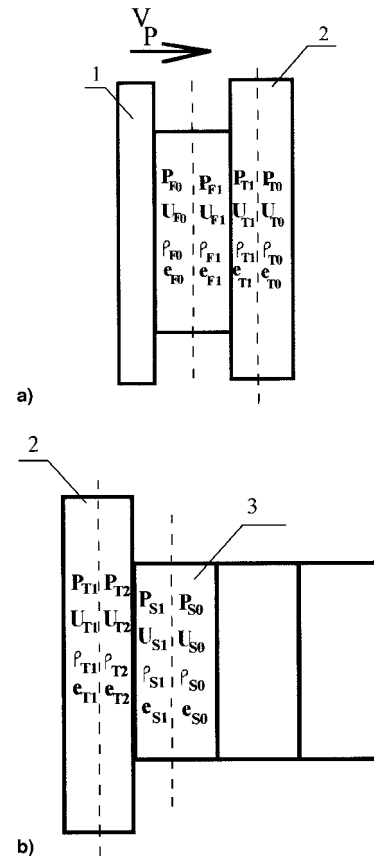 V_P
1
2
P_F0 P_F1 P_T1 P_T0
U_F0 U_F1 U_T1 U_T0
ρ_F0 ρ_F1 ρ_T1 ρ_T0
e_F0 e_F1 e_T1 e_T0
a)
2
3
P_T1 P_T2 P_S1 P_S0
U_T1 U_T2 U_S1 U_S0
ρ_T1 ρ_T2 ρ_S1 ρ_S0
e_T1 e_T2 e_S1 e_S0
b)